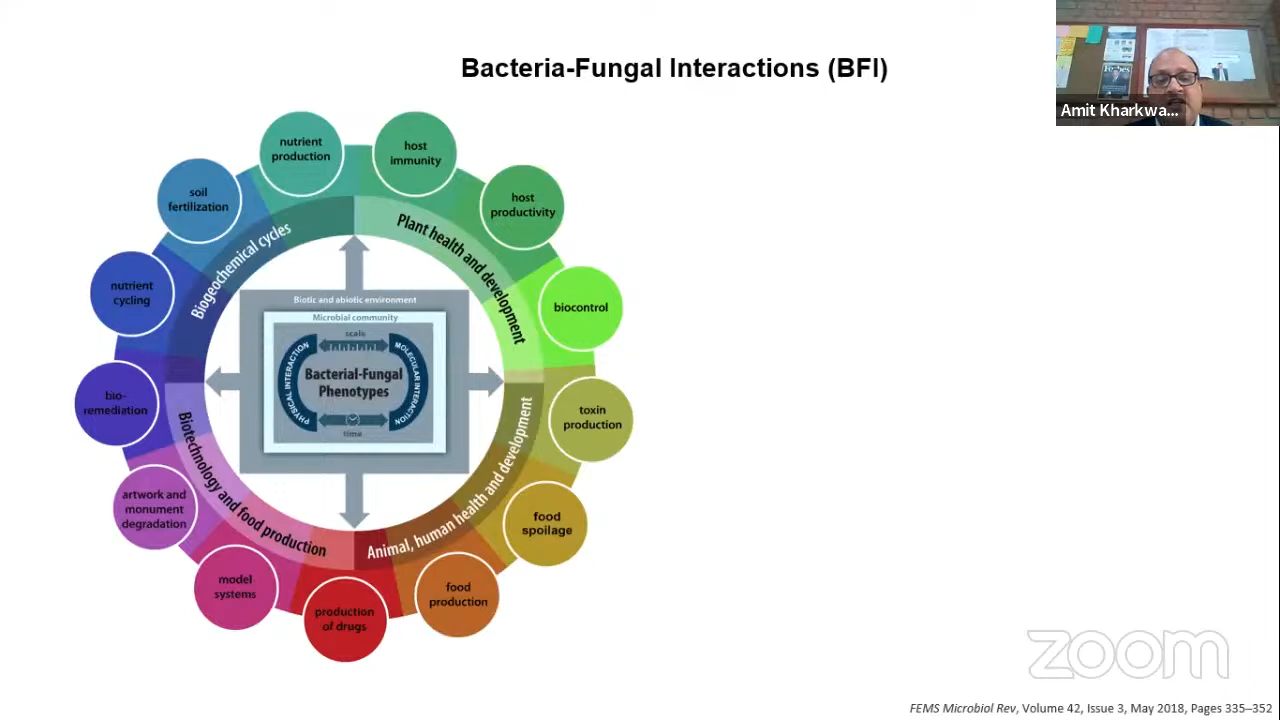 Bacteria-Fungal Interactions (BFI)
Forbes
Amit Kharkwa...
nutrient
production
host
immunity
soil
fertilization
host
productivity
nutrient
cycling
biocontrol
bio-
remediation
toxin
production
artwork and
monument
degradation
food
spoilage
model
systems
food
production
production
of drugs
Biogeochemical cycles
Plant health and development
Biotechnology and food production
Animal, human health and development
Biotic and abiotic environment
Microbial community
scale
PHYSICAL INTERACTION
MOLECULAR INTERACTION
Bacterial-Fungal
Phenotypes
time
zoom
FEMS Microbiol Rev, Volume 42, Issue 3, May 2018, Pages 335–352